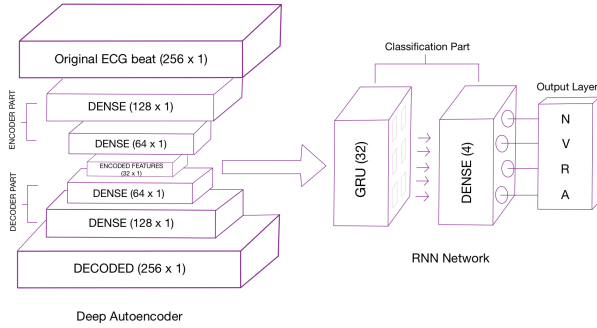 Original ECG beat (256 x 1)
ENCODER PART
DENSE (128 x 1)
DENSE (64 x 1)
ENCODED FEATURES
(32 x 1)
DECODER PART
DENSE (64 x 1)
DENSE (128 x 1)
DECODED (256 x 1)
Deep Autoencoder
Classification Part
GRU (32)
DENSE (4)
Output Layer
N
V
R
A
RNN Network